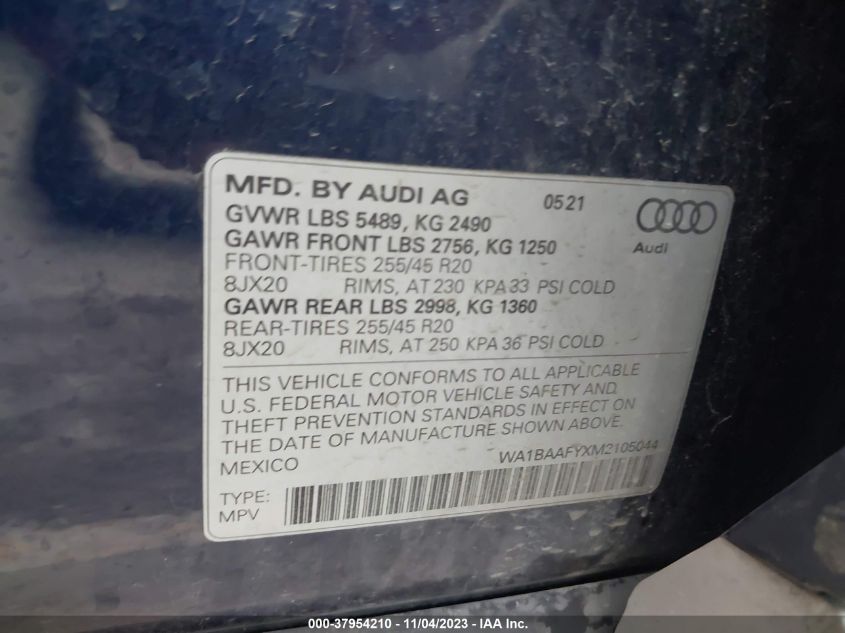 MFD. BY AUDI AG 0521
GVWR LBS 5489, KG 2490
GAWR FRONT LBS 2756, KG 1250
Audi
FRONT-TIRES 255/45 R20
8JX20 RIMS, AT 230 KPA 33 PSI COLD
GAWR REAR LBS 2998, KG 1360
REAR-TIRES 255/45 R20
8JX20 RIMS, AT 250 KPA 36 PSI COLD
THIS VEHICLE CONFORMS TO ALL APPLICABLE
U.S. FEDERAL MOTOR VEHICLE SAFETY AND
THEFT PREVENTION STANDARDS IN EFFECT ON
THE DATE OF MANUFACTURE SHOWN ABOVE.
MEXICO WA1BAAFYXM2105044
TYPE:
MPV
000-37954210 - 11/04/2023 - IAA Inc.